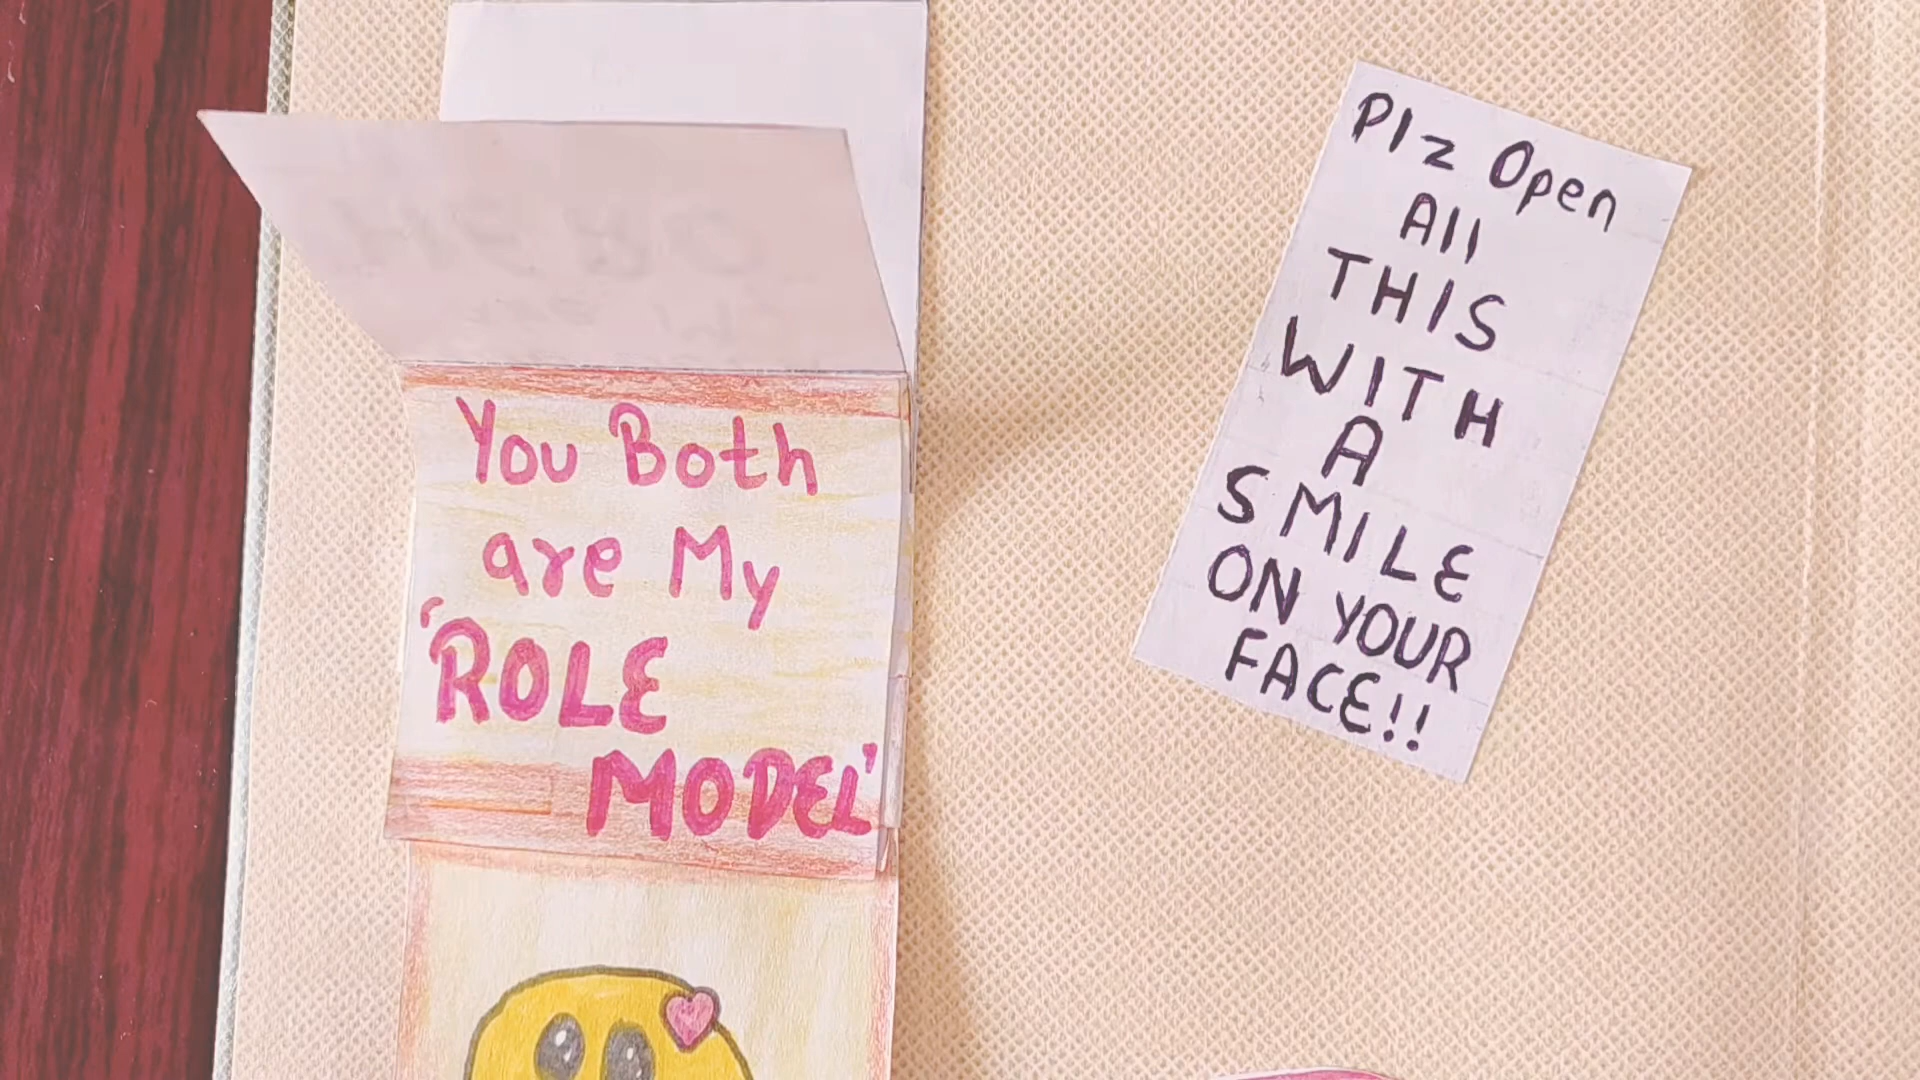 You Both
are My
'ROLE
MODEL'
Plz Open
All
THIS
WITH
A
SMILE
ON YOUR
FACE!!